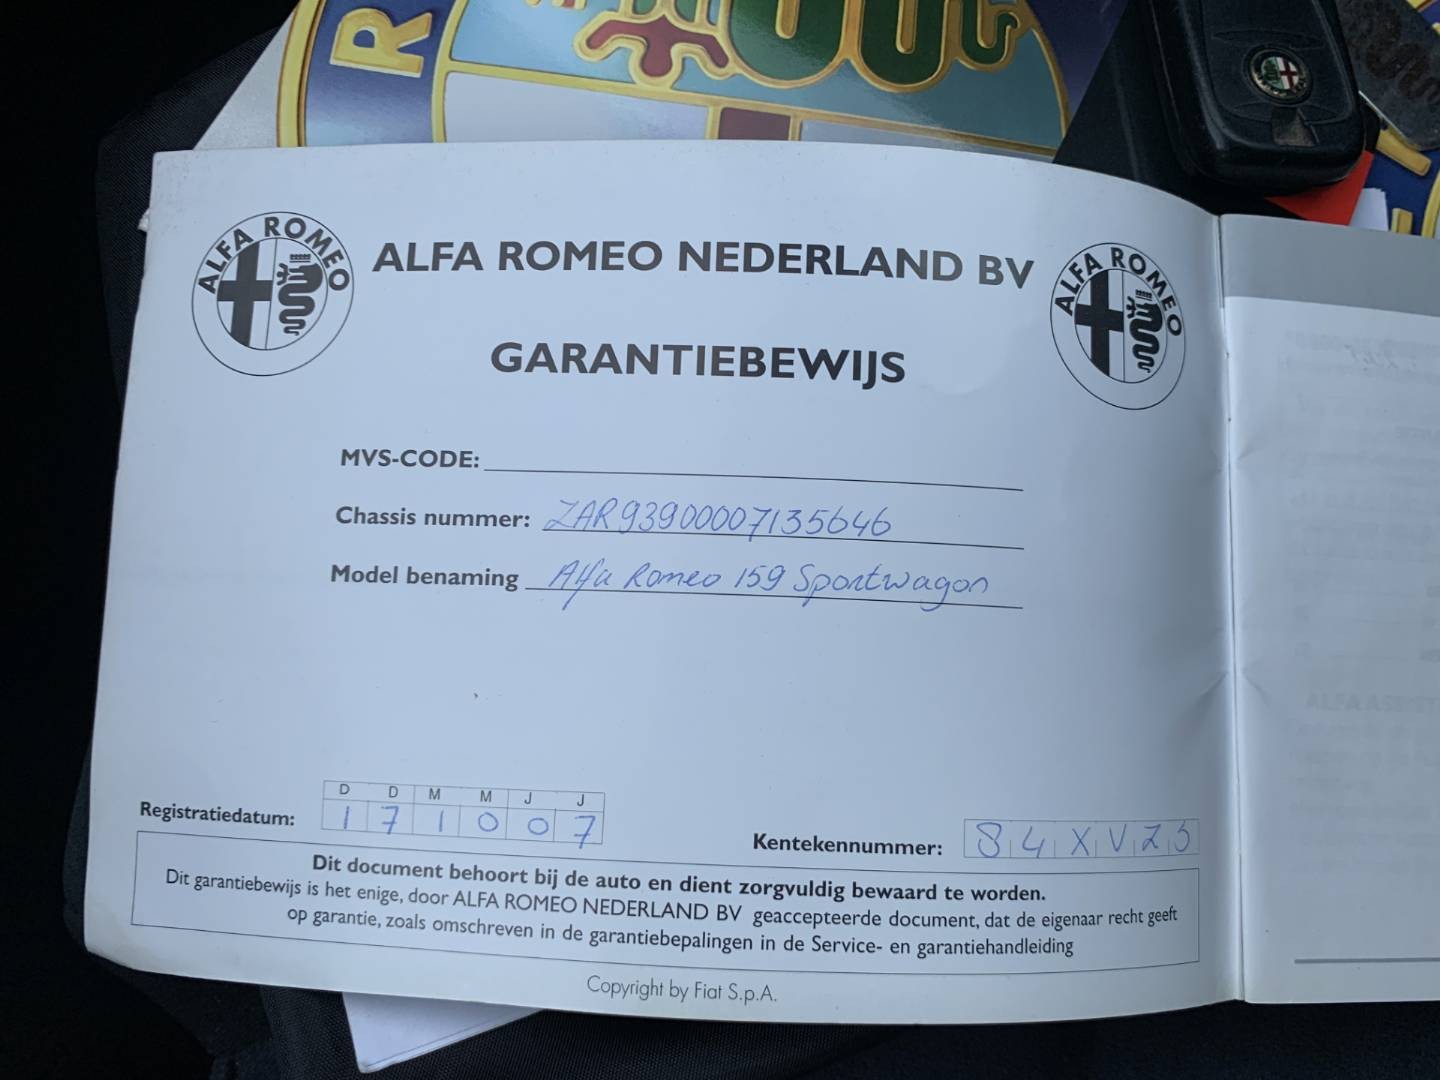 ALFA ROMEO
ALFA ROMEO NEDERLAND BV
ALFA ROMEO
GARANTIEBEWIJS
MVS-CODE:
Chassis nummer: ZAR93900007135646
Model benaming Alfa Romeo 159 Sportwagon
D D M M J J
Registratiedatum: 1 7 1 0 0 7
Kentekennummer: 84XVZ5
Dit document behoort bij de auto en dient zorgvuldig bewaard te worden.
Dit garantiebewijs is het enige, door ALFA ROMEO NEDERLAND BV geaccepteerde document, dat de eigenaar recht geeft
op garantie, zoals omschreven in de garantiebepalingen in de Service- en garantiehandleiding
Copyright by Fiat S.p.A.